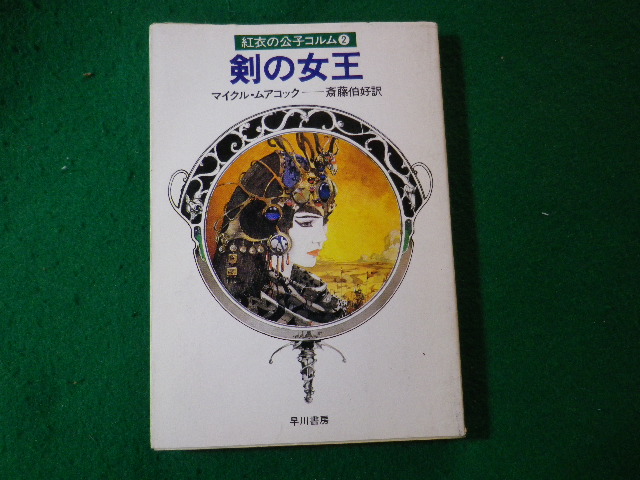 紅衣の公子コルム②
剣の女王
マイクル・ムアコック──斎藤伯好訳
早川書房